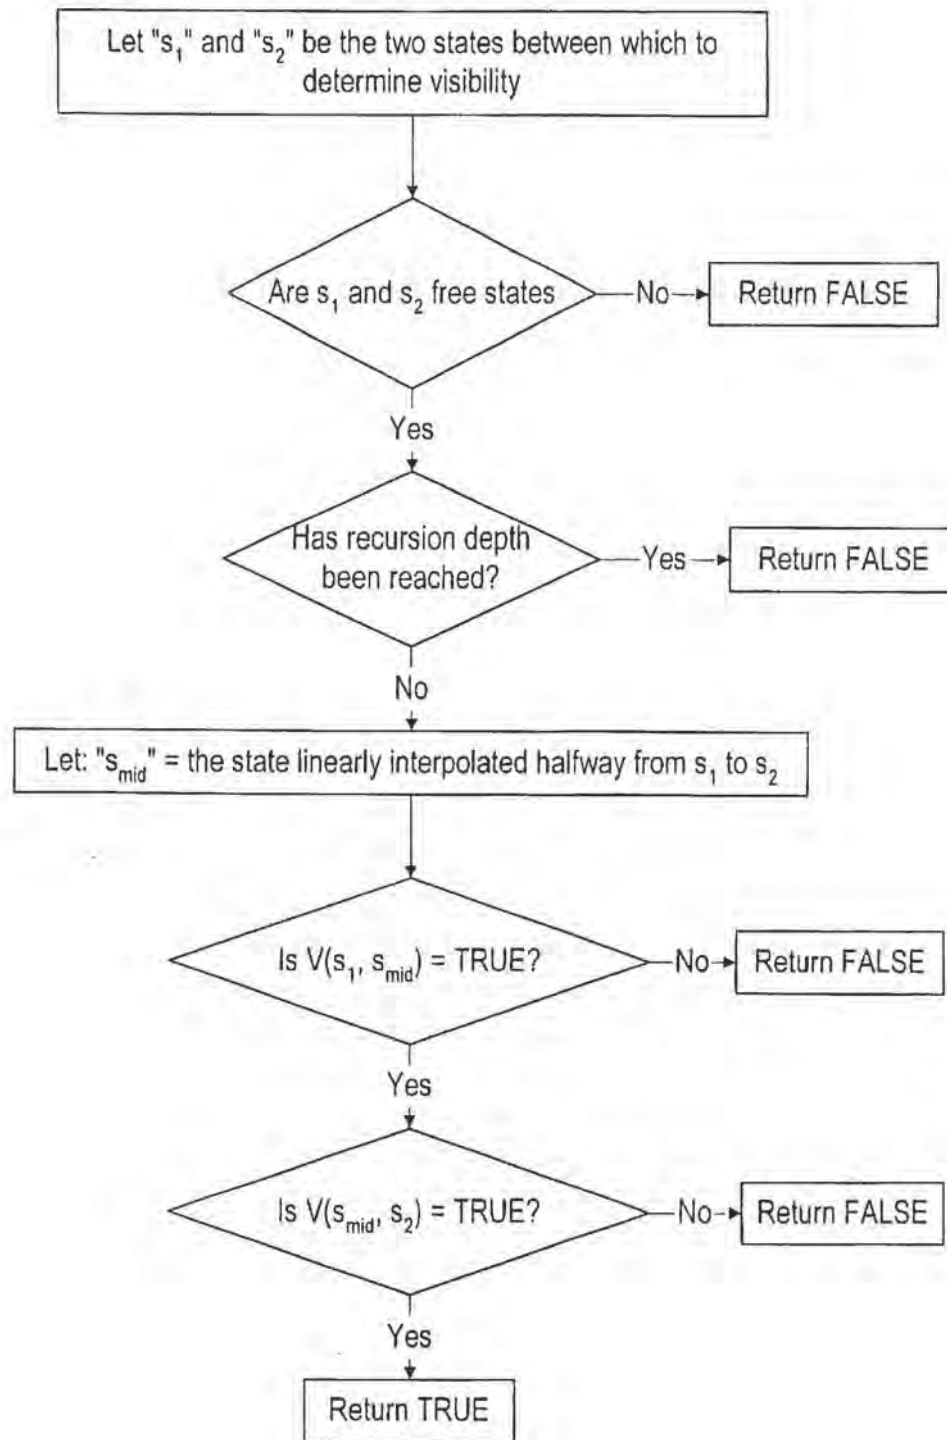 Let "s₁" and "s₂" be the two states between which to
determine visibility
Are s₁ and s₂ free states
No
Return FALSE
Yes
Has recursion depth
been reached?
Yes
Return FALSE
No
Let: "s_mid" = the state linearly interpolated halfway from s₁ to s₂
Is V(s₁, s_mid) = TRUE?
No
Return FALSE
Yes
Is V(s_mid, s₂) = TRUE?
No
Return FALSE
Yes
Return TRUE